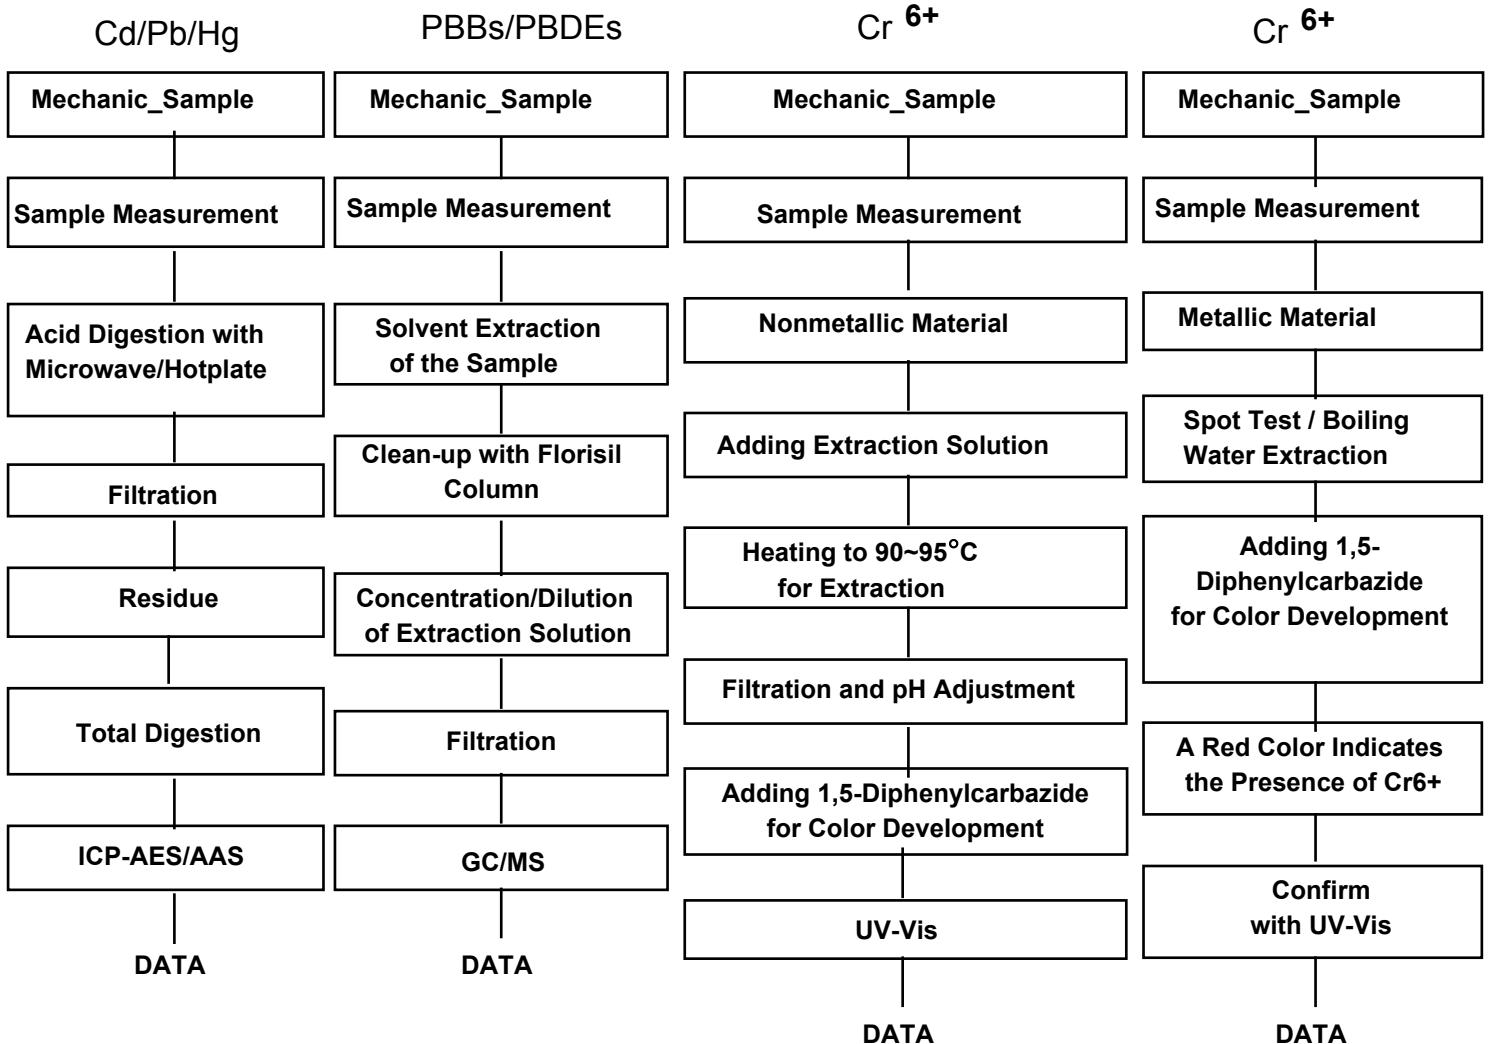 Cd/Pb/Hg
Mechanic_Sample
Sample Measurement
Acid Digestion with
Microwave/Hotplate
Filtration
Residue
Total Digestion
ICP-AES/AAS
DATA
PBBs/PBDEs
Mechanic_Sample
Sample Measurement
Solvent Extraction
of the Sample
Clean-up with Florisil
Column
Concentration/Dilution
of Extraction Solution
Filtration
GC/MS
DATA
Cr 6+
Mechanic_Sample
Sample Measurement
Nonmetallic Material
Adding Extraction Solution
Heating to 90~95°C
for Extraction
Filtration and pH Adjustment
Adding 1,5-Diphenylcarbazide
for Color Development
UV-Vis
DATA
Cr 6+
Mechanic_Sample
Sample Measurement
Metallic Material
Spot Test / Boiling
Water Extraction
Adding 1,5-
Diphenylcarbazide
for Color Development
A Red Color Indicates
the Presence of Cr6+
Confirm
with UV-Vis
DATA